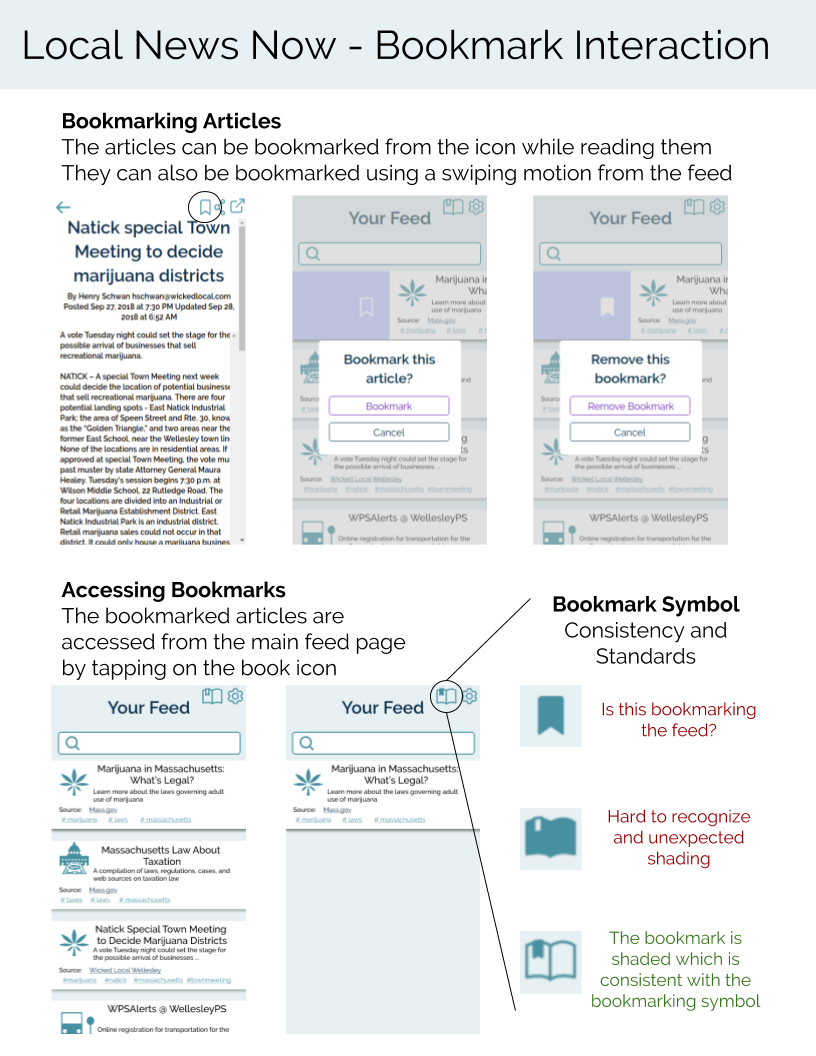 Local News Now - Bookmark Interaction
Bookmarking Articles
The articles can be bookmarked from the icon while reading them
They can also be bookmarked using a swiping motion from the feed
Natick special Town
Meeting to decide
marijuana districts
By Henry Schwan hschwan@wickedlocal.com
Posted Sep 27, 2018 at 7:30 PM Updated Sep 28,
2018 at 6:52 AM
A vote Tuesday night could set the stage for the
possible arrival of businesses that sell
recreational marijuana.
NATICK – A special Town Meeting next week
could decide the location of potential businesse
that sell recreational marijuana. There are four
potential landing spots - East Natick Industrial
Park; the area of Speen Street and Rte. 30, know
as the "Golden Triangle," and two areas near the
former East School, near the Wellesley town lin
None of the locations are in residential areas. If
approved at special Town Meeting, the vote mu
past muster by state Attorney General Maura
Healey. Tuesday's session begins 7:30 p.m. at
Wilson Middle School, 22 Rutledge Road. The
four locations are divided into an Industrial or
Retail Marijuana Establishment District. East
Natick Industrial Park is an industrial district.
Retail marijuana sales could not occur in that
district. It could only house a marijuana busines
Your Feed
Marijuana in
Wha
Learn more about
use of marijuana
Source: Mass.gov
# marijuana # laws
Bookmark this
article?
Bookmark
Cancel
A vote Tuesday night could set the stage for
the possible arrival of businesses ...
Source: Wicked Local Wellesley
#marijuana #natick #massachusetts #townmeeting
WPSAlerts @ WellesleyPS
Online registration for transportation for the
Your Feed
Marijuana in
Wha
Learn more about
use of marijuana
Source: Mass.gov
# marijuana # laws
Remove this
bookmark?
Remove Bookmark
Cancel
A vote Tuesday night could set the stage for
the possible arrival of businesses ...
Source: Wicked Local Wellesley
#marijuana #natick #massachusetts #townmeeting
WPSAlerts @ WellesleyPS
Online registration for transportation for the
Accessing Bookmarks
The bookmarked articles are
accessed from the main feed page
by tapping on the book icon
Your Feed
Marijuana in Massachusetts:
What's Legal?
Learn more about the laws governing adult
use of marijuana
Source: Mass.gov
# marijuana # laws # massachusetts
Massachusetts Law About
Taxation
A compilation of laws, regulations, cases, and
web sources on taxation law
Source: Mass.gov
# taxes # laws # massachusetts
Natick Special Town Meeting
to Decide Marijuana Districts
A vote Tuesday night could set the stage for
the possible arrival of businesses ...
Source: Wicked Local Wellesley
#marijuana #natick #massachusetts #townmeeting
WPSAlerts @ WellesleyPS
Online registration for transportation for the
Your Feed
Marijuana in Massachusetts:
What's Legal?
Learn more about the laws governing adult
use of marijuana
Source: Mass.gov
# marijuana # laws # massachusetts
Bookmark Symbol
Consistency and
Standards
Is this bookmarking
the feed?
Hard to recognize
and unexpected
shading
The bookmark is
shaded which is
consistent with the
bookmarking symbol